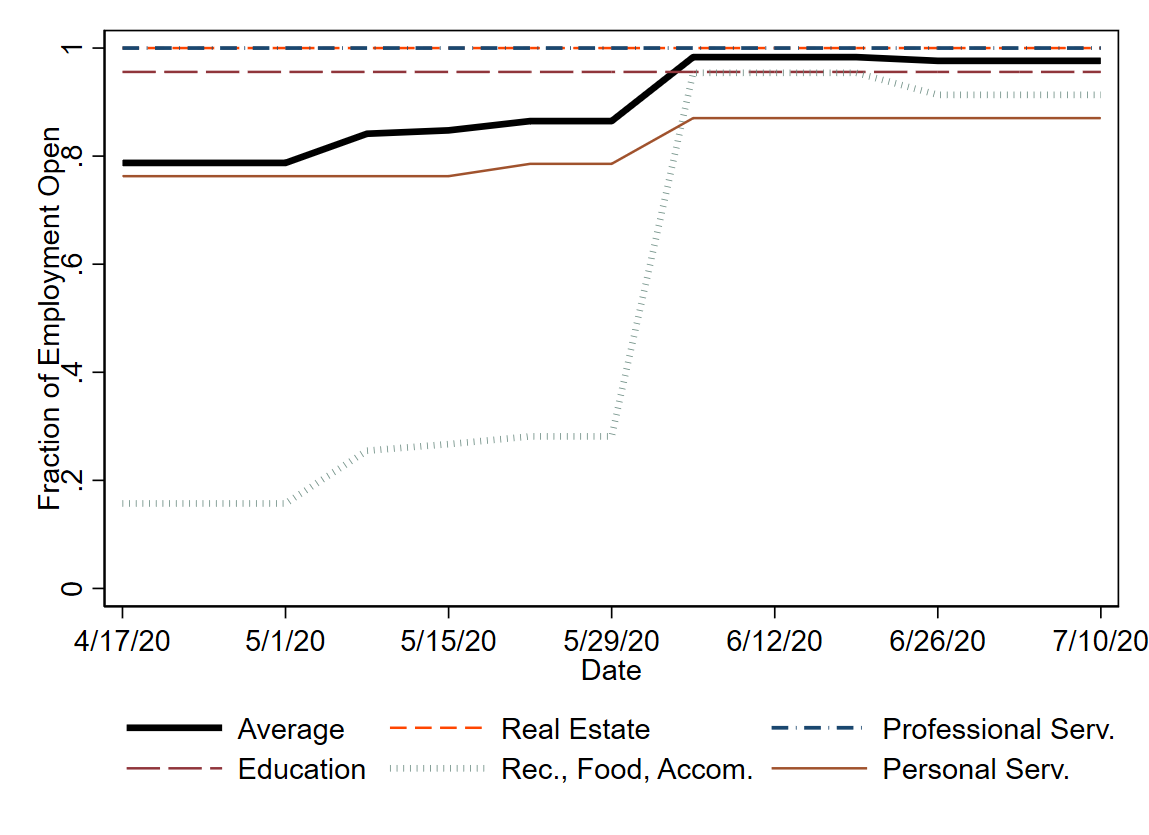 Fraction of Employment Open
1
.8
.6
.4
.2
0
4/17/20 5/1/20 5/15/20 5/29/20 6/12/20 6/26/20 7/10/20
Date
Average Real Estate Professional Serv.
Education Rec., Food, Accom. Personal Serv.